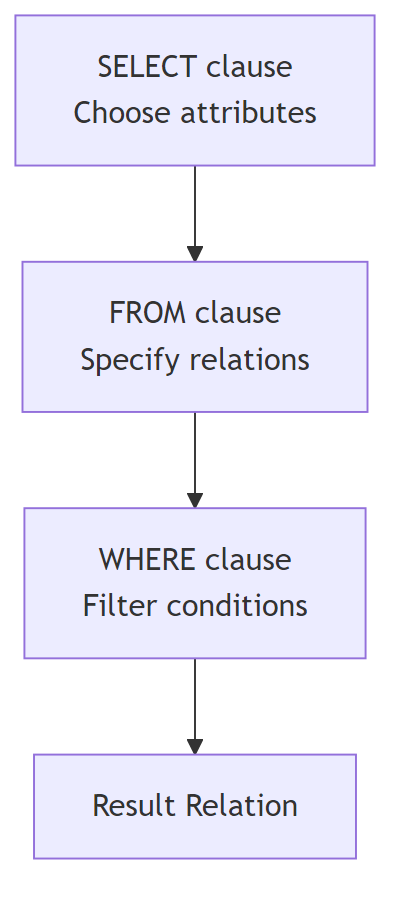 SELECT clause
Choose attributes
FROM clause
Specify relations
WHERE clause
Filter conditions
Result Relation